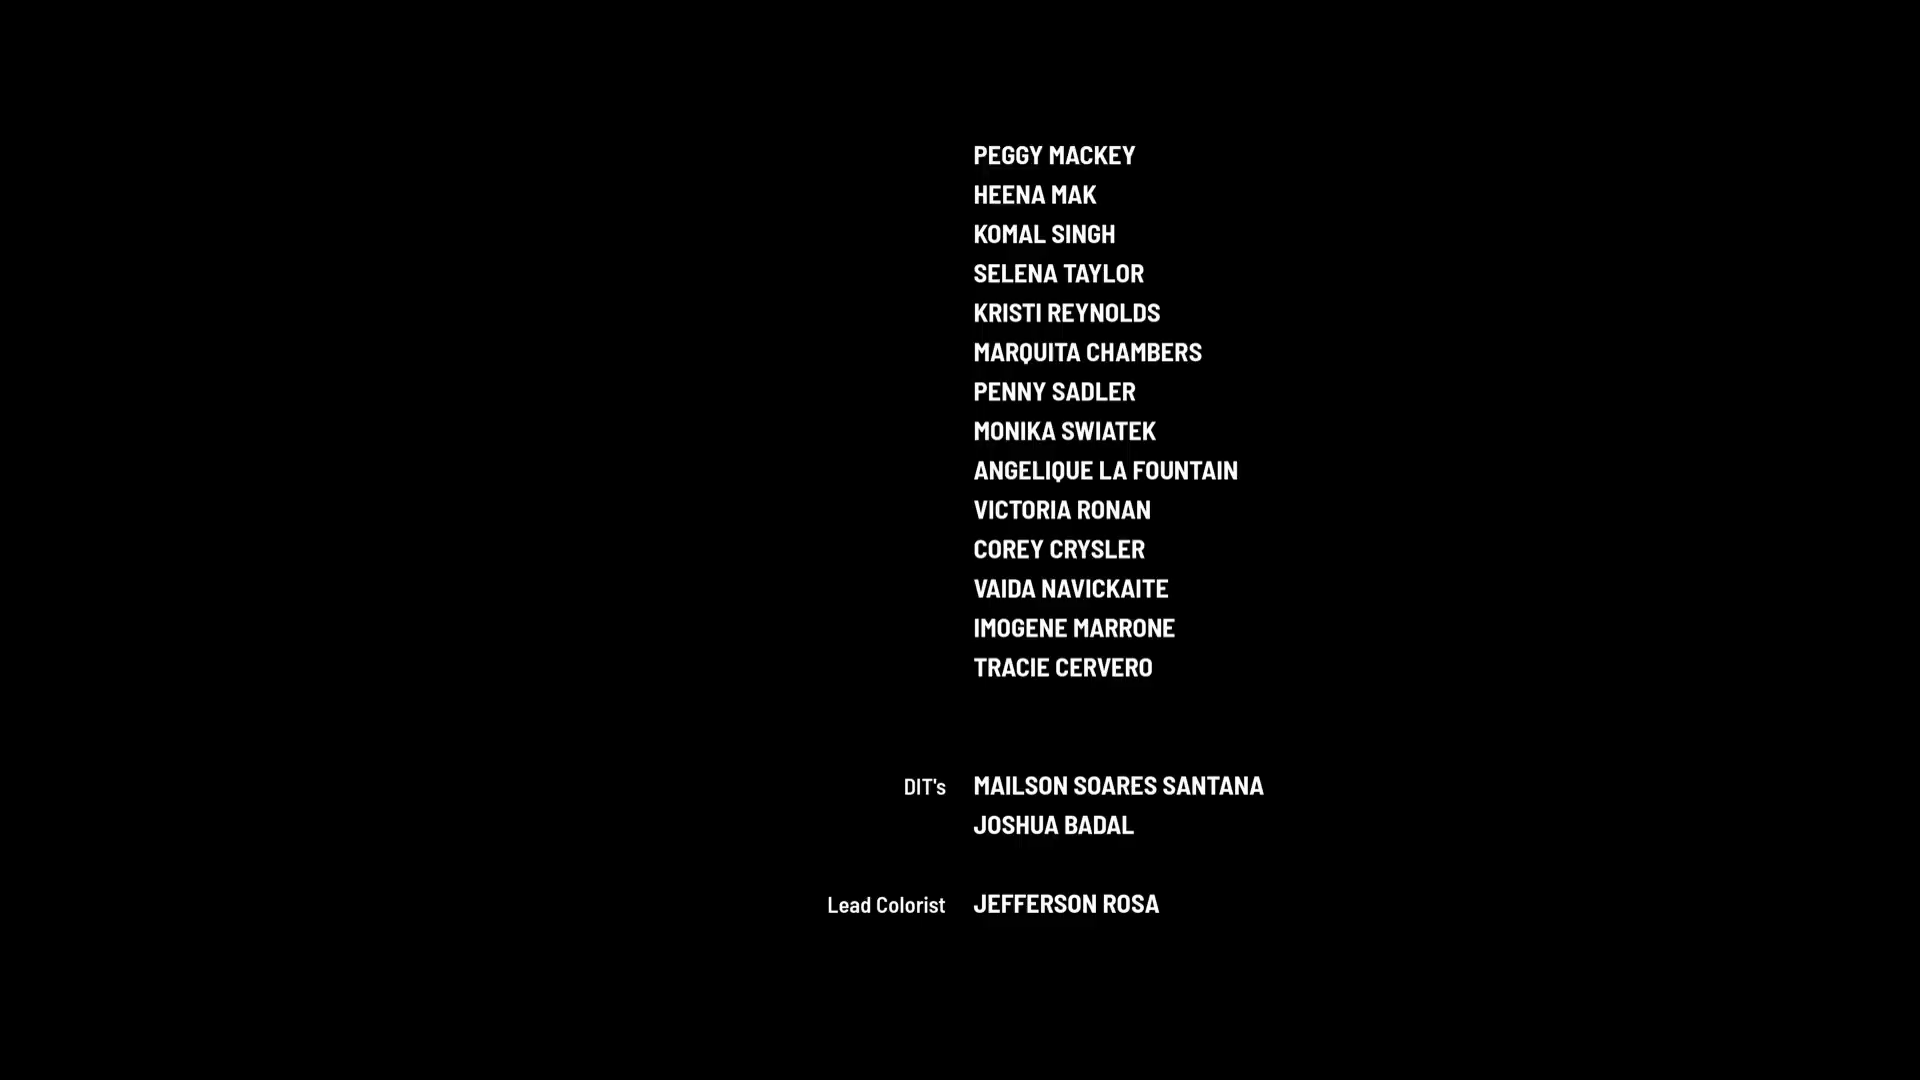 PEGGY MACKEY
HEENA MAK
KOMAL SINGH
SELENA TAYLOR
KRISTI REYNOLDS
MARQUITA CHAMBERS
PENNY SADLER
MONIKA SWIATEK
ANGELIQUE LA FOUNTAIN
VICTORIA RONAN
COREY CRYSLER
VAIDA NAVICKAITE
IMOGENE MARRONE
TRACIE CERVERO
DIT's MAILSON SOARES SANTANA
JOSHUA BADAL
Lead Colorist JEFFERSON ROSA